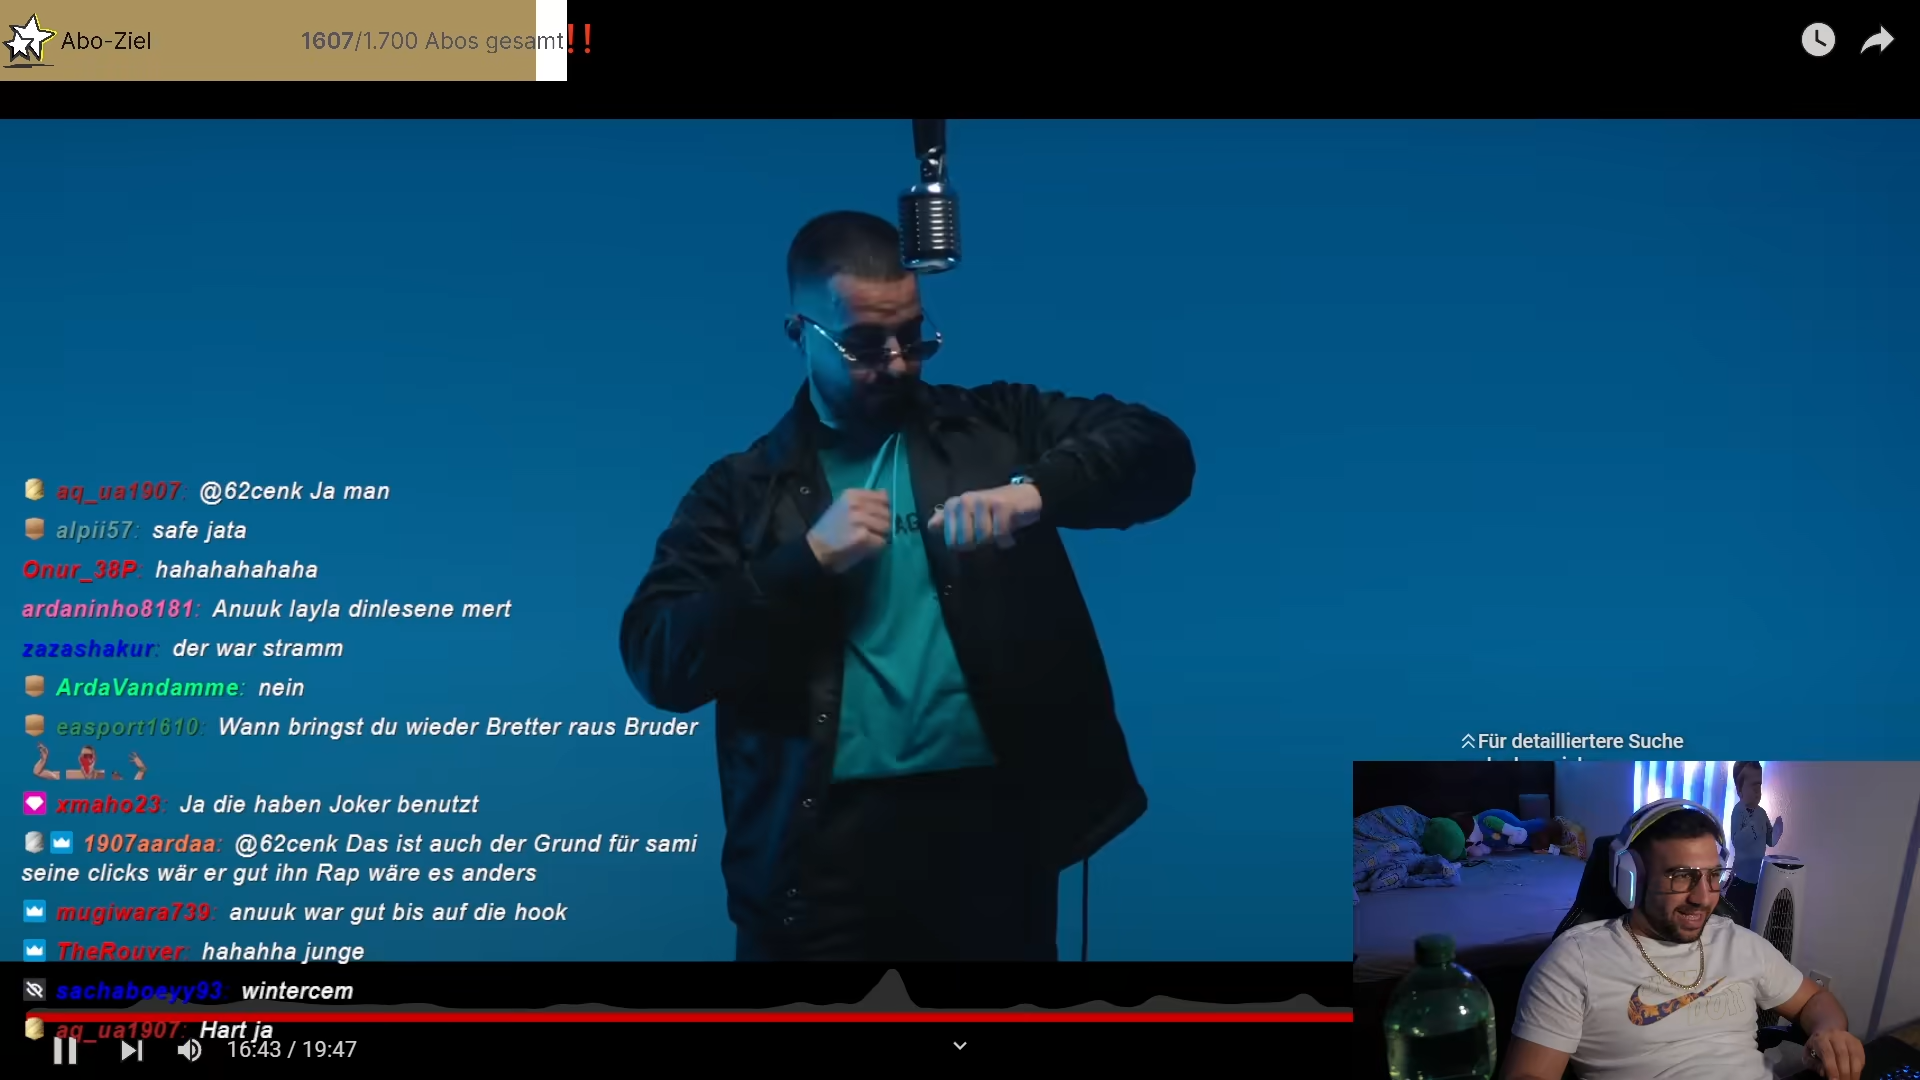 Abo-Ziel 1607/1.700 Abos gesamt‼
aq_ua1907: @62cenk Ja man
alpii57: safe jata
Onur_38P: hahahahahaha
ardaninho8181: Anuuk layla dinlesene mert
zazashakur: der war stramm
ArdaVandamme: nein
easport1610: Wann bringst du wieder Bretter raus Bruder
xmaho23: Ja die haben Joker benutzt
1907aardaa: @62cenk Das ist auch der Grund für sami
seine clicks wär er gut ihn Rap wäre es anders
mugiwara739: anuuk war gut bis auf die hook
TheRouver: hahahha junge
sachaboeyy93: wintercem
aq_ua1907: Hart ja
16:43 / 19:47
Für detailliertere Suche